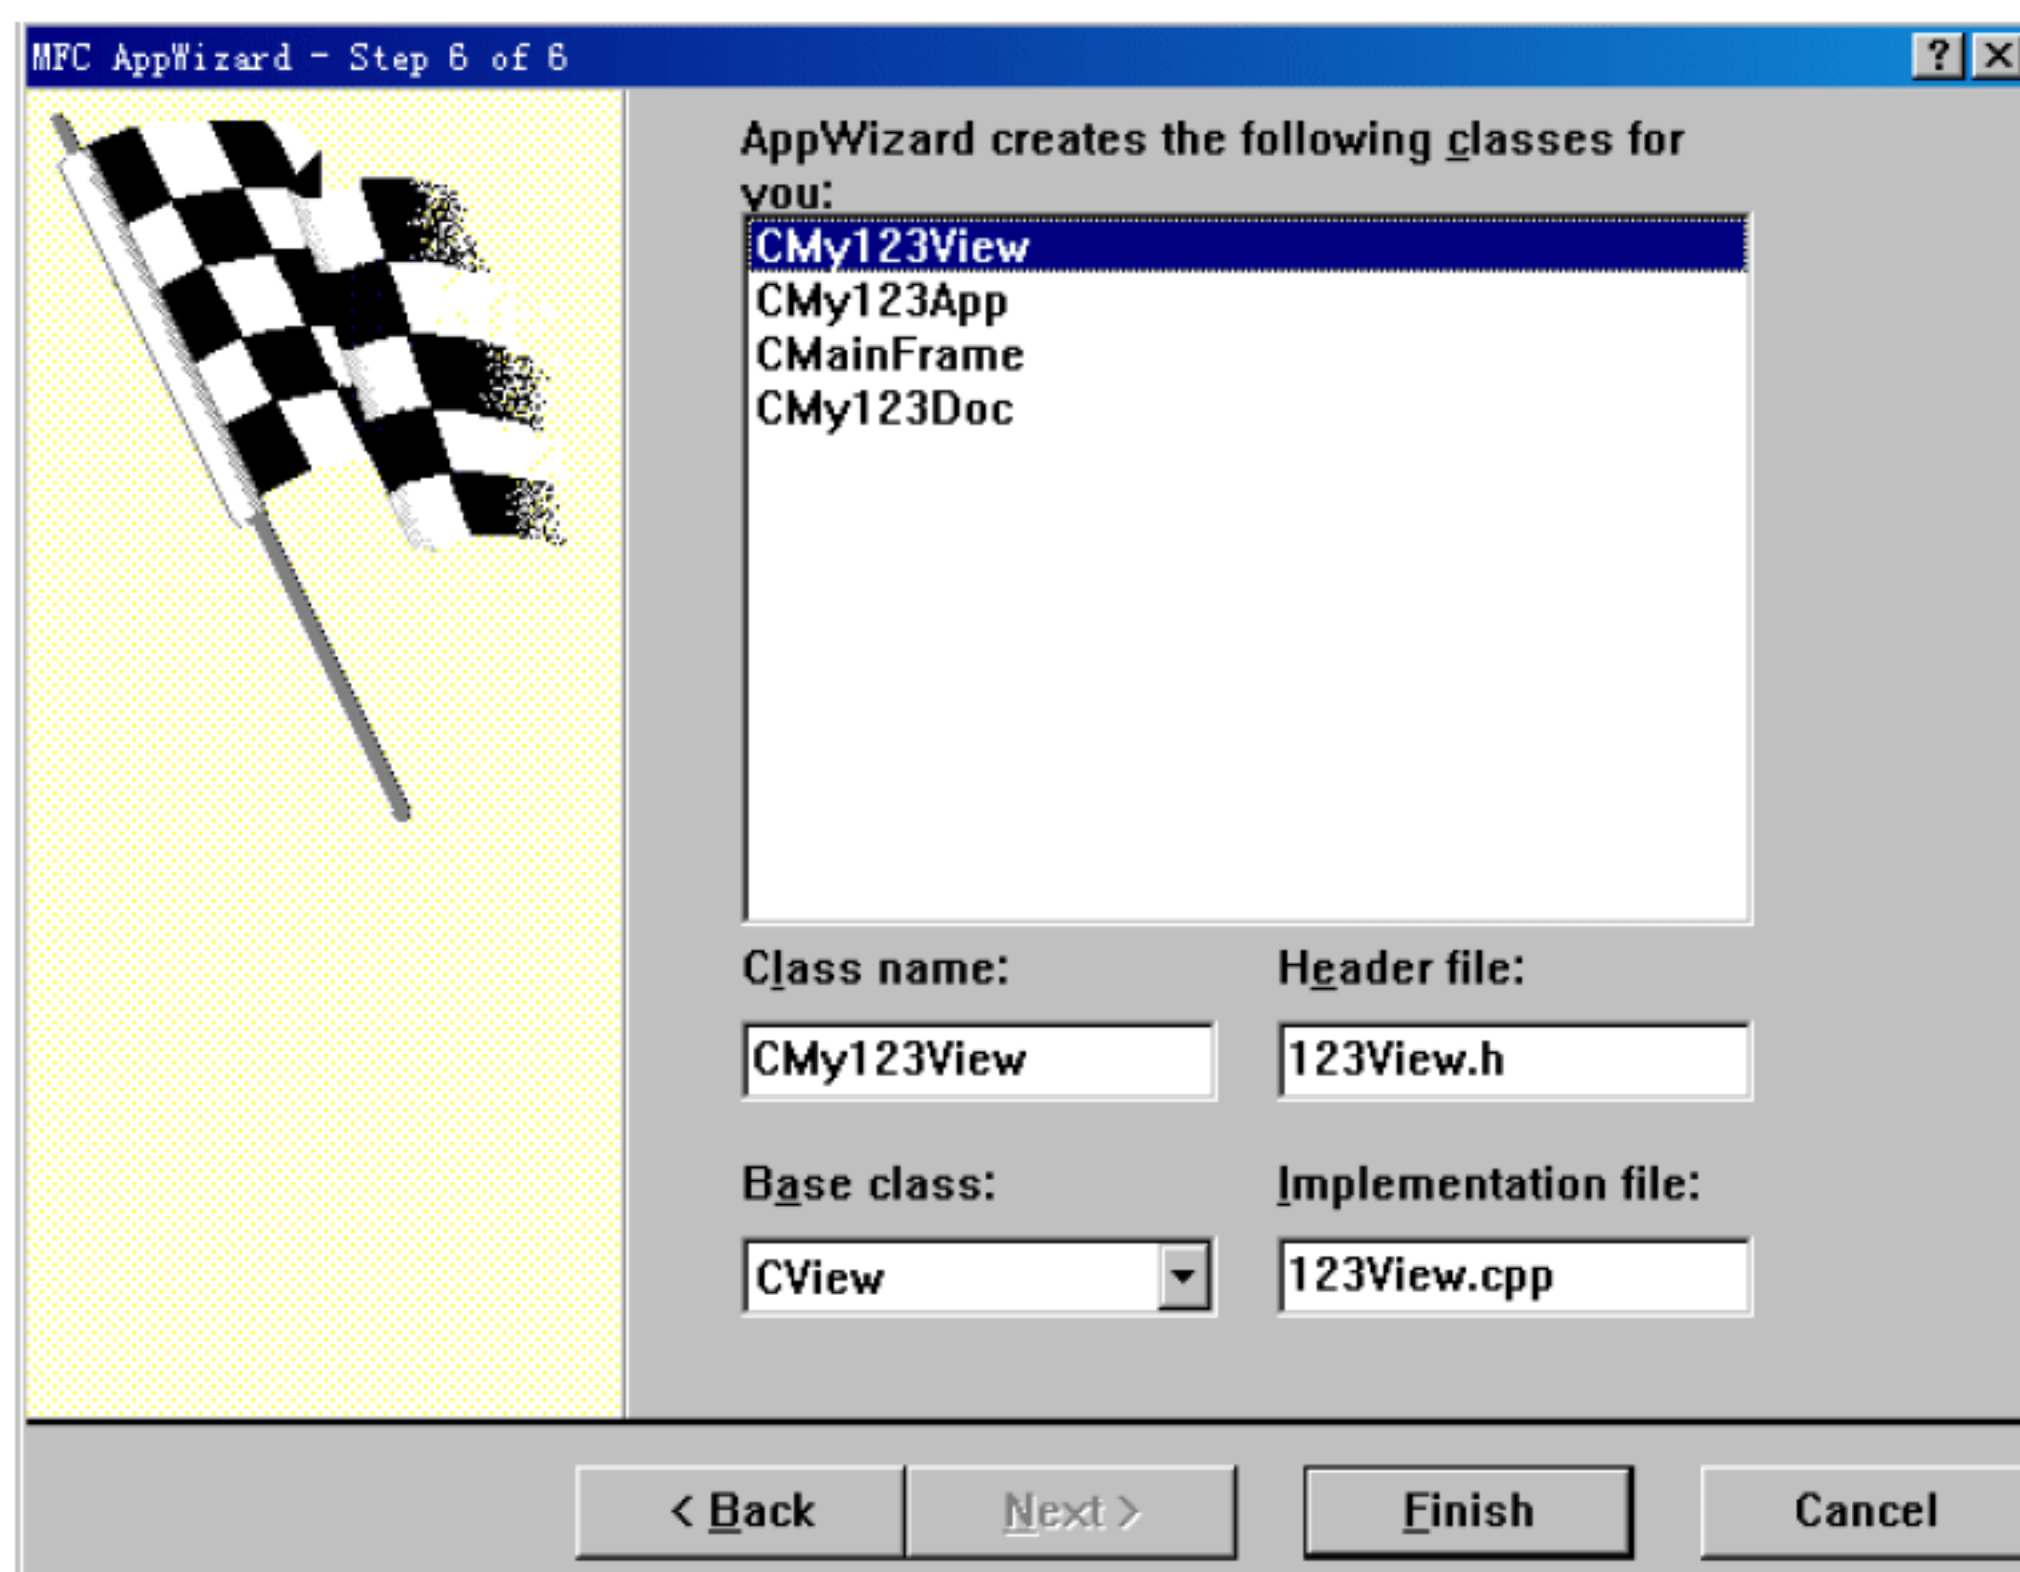 MFC AppWizard - Step 6 of 6
AppWizard creates the following classes for
you:
CMy123View
CMy123App
CMainFrame
CMy123Doc
Class name:
Header file:
CMy123View
123View.h
Base class:
Implementation file:
CView
123View.cpp
< Back
Next >
Finish
Cancel